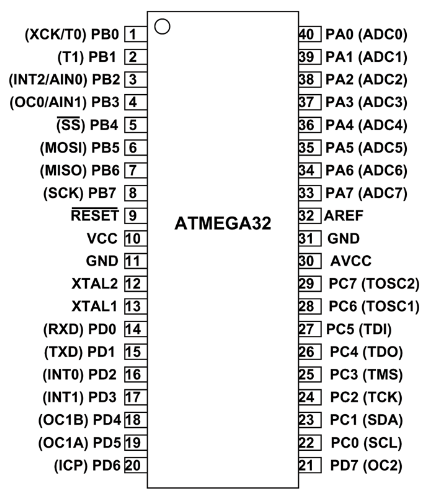 (XCK/T0) PB0 1 40 PA0 (ADC0)
(T1) PB1 2 39 PA1 (ADC1)
(INT2/AIN0) PB2 3 38 PA2 (ADC2)
(OC0/AIN1) PB3 4 37 PA3 (ADC3)
(SS) PB4 5 36 PA4 (ADC4)
(MOSI) PB5 6 35 PA5 (ADC5)
(MISO) PB6 7 34 PA6 (ADC6)
(SCK) PB7 8 33 PA7 (ADC7)
RESET 9 32 AREF
ATMEGA32
VCC 10 31 GND
GND 11 30 AVCC
XTAL2 12 29 PC7 (TOSC2)
XTAL1 13 28 PC6 (TOSC1)
(RXD) PD0 14 27 PC5 (TDI)
(TXD) PD1 15 26 PC4 (TDO)
(INT0) PD2 16 25 PC3 (TMS)
(INT1) PD3 17 24 PC2 (TCK)
(OC1B) PD4 18 23 PC1 (SDA)
(OC1A) PD5 19 22 PC0 (SCL)
(ICP) PD6 20 21 PD7 (OC2)